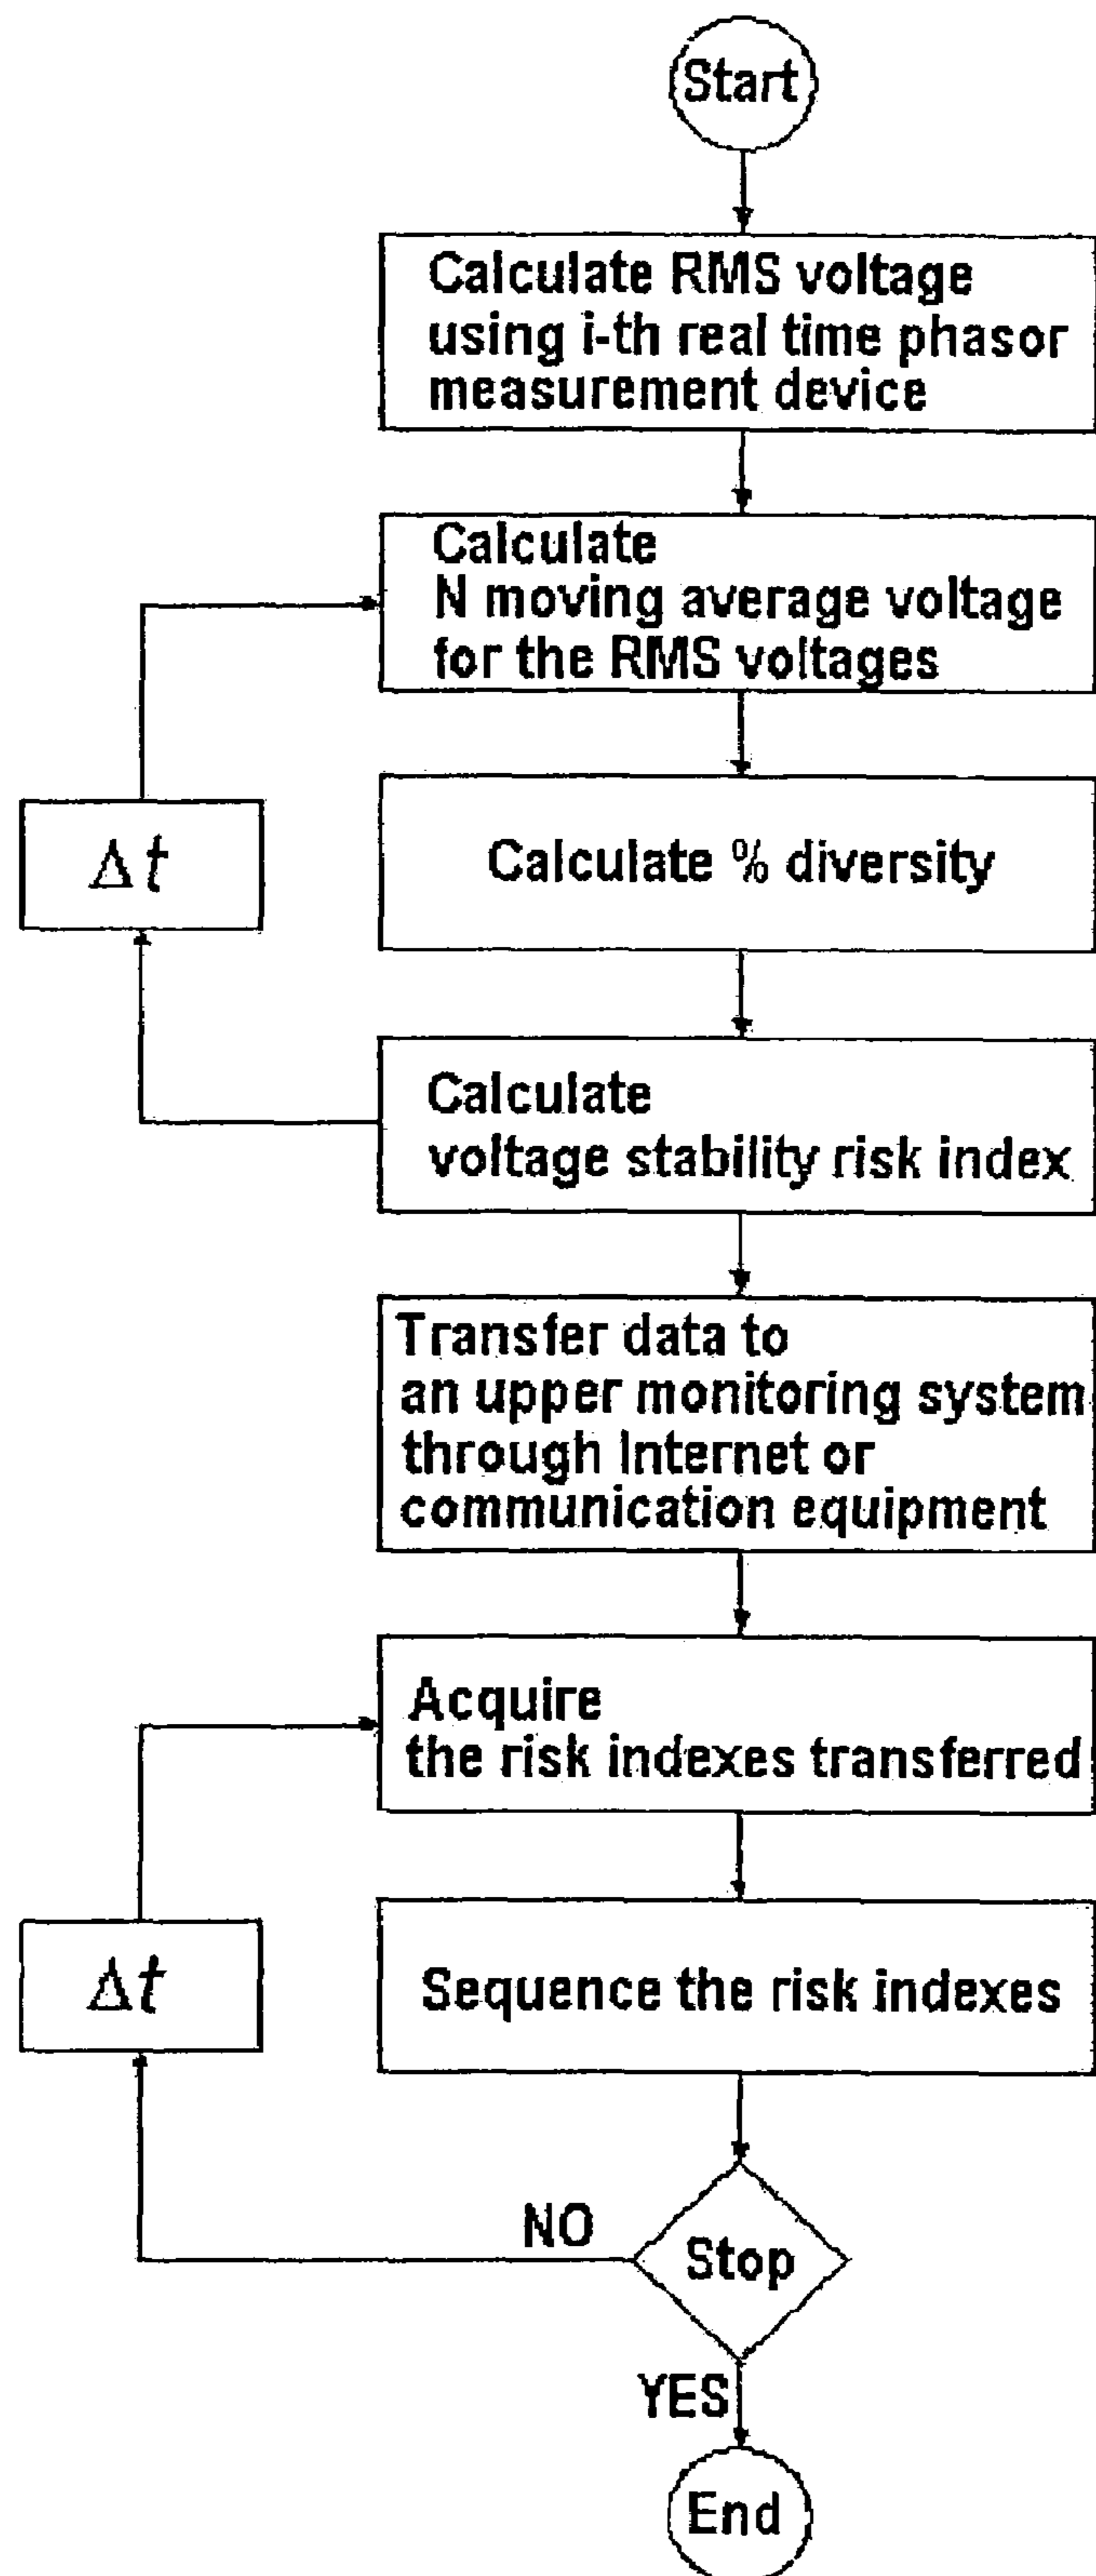 Start
Calculate RMS voltage
using i-th real time phasor
measurement device
Calculate
N moving average voltage
for the RMS voltages
Δt
Calculate % diversity
Calculate
voltage stability risk index
Transfer data to
an upper monitoring system
through Internet or
communication equipment
Acquire
the risk indexes transferred
Δt
Sequence the risk indexes
NO
Stop
YES
End